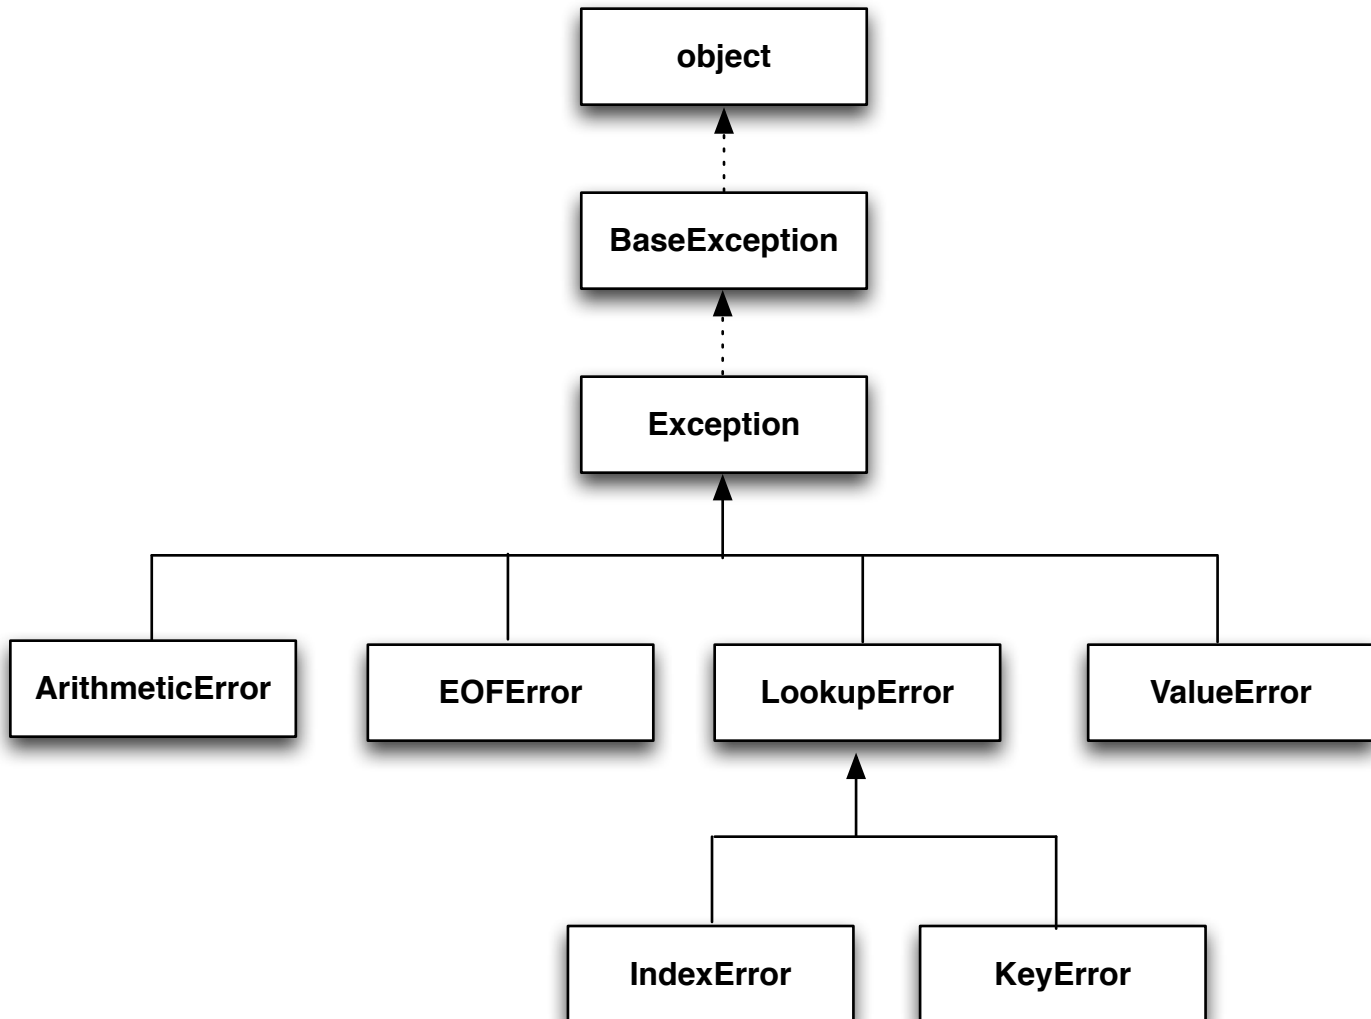 object
BaseException
Exception
ArithmeticError
EOFError
LookupError
ValueError
IndexError
KeyError